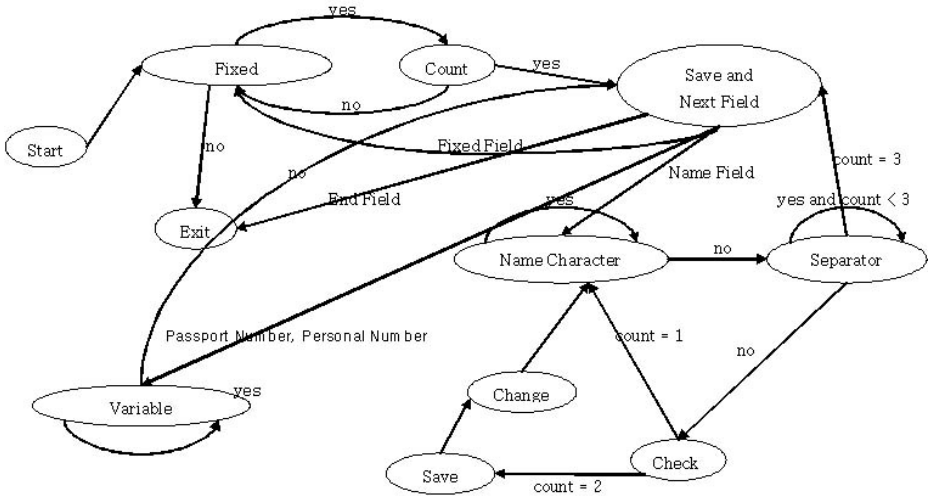 yes
Fixed
Count
yes
Save and
Next Field
Start
no
no
Fixed Field
count = 3
no
Name Field
End Field
yes
yes and count < 3
Exit
Name Character
no
Separator
Passport Number, Personal Number
count = 1
no
yes
Change
Variable
Check
Save
count = 2